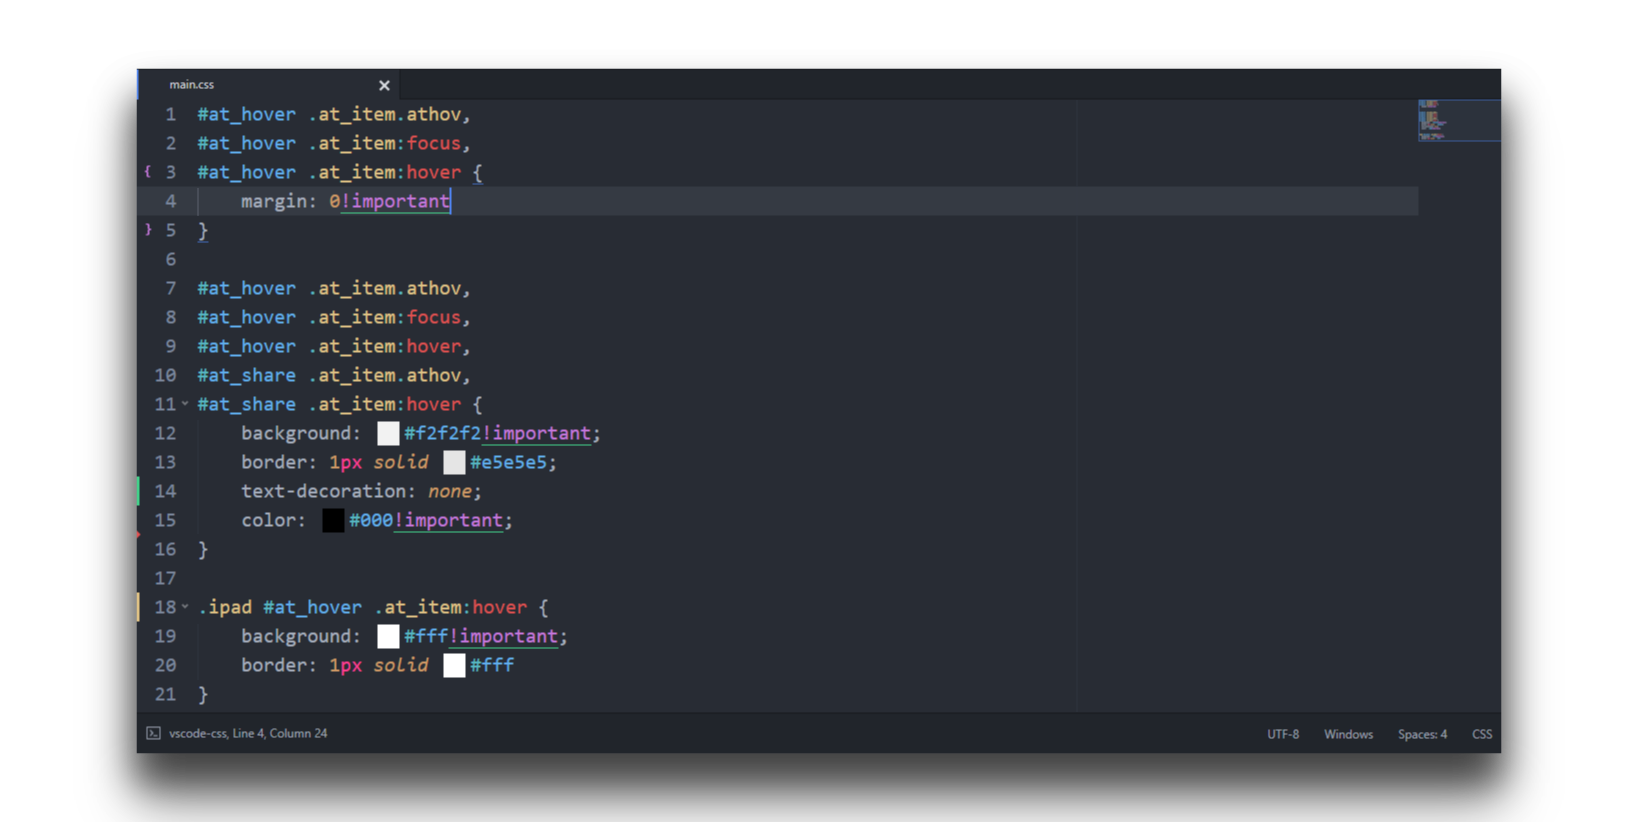 main.css ×
1 #at_hover .at_item.athov,
2 #at_hover .at_item:focus,
{ 3 #at_hover .at_item:hover {
4 margin: 0!important
} 5 }
6
7 #at_hover .at_item.athov,
8 #at_hover .at_item:focus,
9 #at_hover .at_item:hover,
10 #at_share .at_item.athov,
11 #at_share .at_item:hover {
12 background: #f2f2f2!important;
13 border: 1px solid #e5e5e5;
14 text-decoration: none;
15 color: #000!important;
16 }
17
18 .ipad #at_hover .at_item:hover {
19 background: #fff!important;
20 border: 1px solid #fff
21 }
vscode-css, Line 4, Column 24 UTF-8 Windows Spaces: 4 CSS